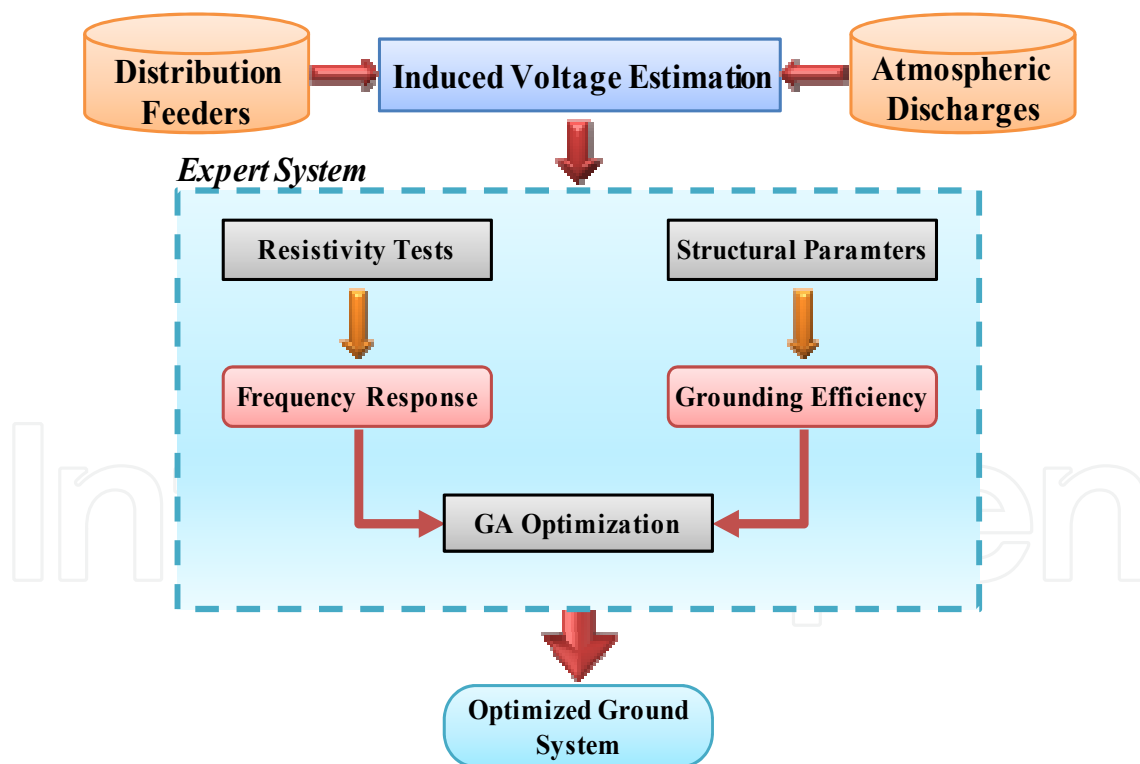 Distribution
Feeders
Induced Voltage Estimation
Atmospheric
Discharges
Expert System
Resistivity Tests
Structural Paramters
Frequency Response
Grounding Efficiency
GA Optimization
Optimized Ground
System